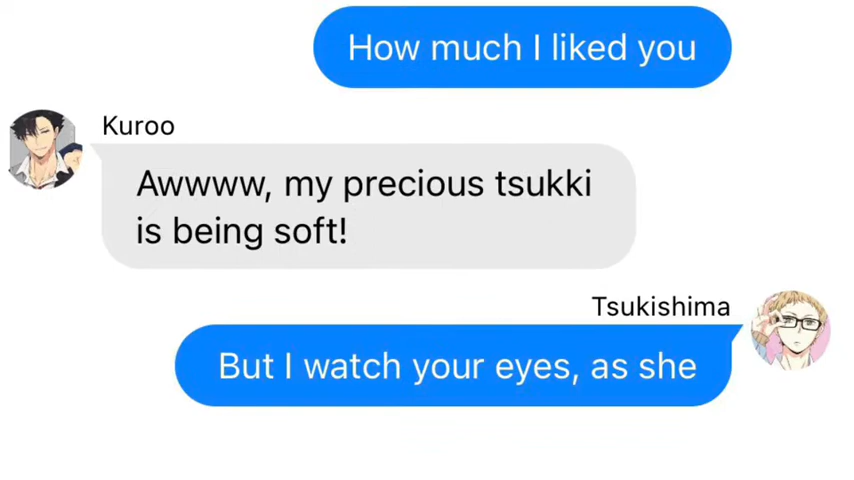 How much I liked you
Kuroo
Awwww, my precious tsukki
is being soft!
Tsukishima
But I watch your eyes, as she